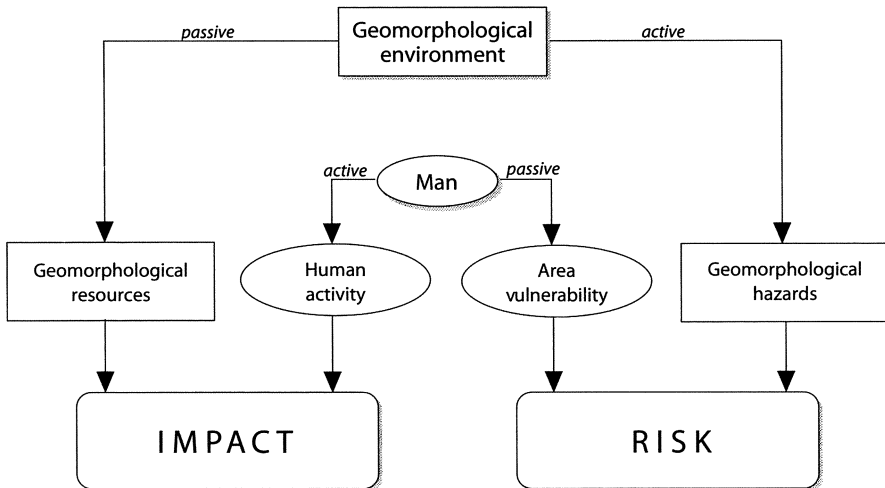 Geomorphological
environment
passive
active
Man
active
passive
Geomorphological
resources
Human
activity
Area
vulnerability
Geomorphological
hazards
IMPACT
RISK